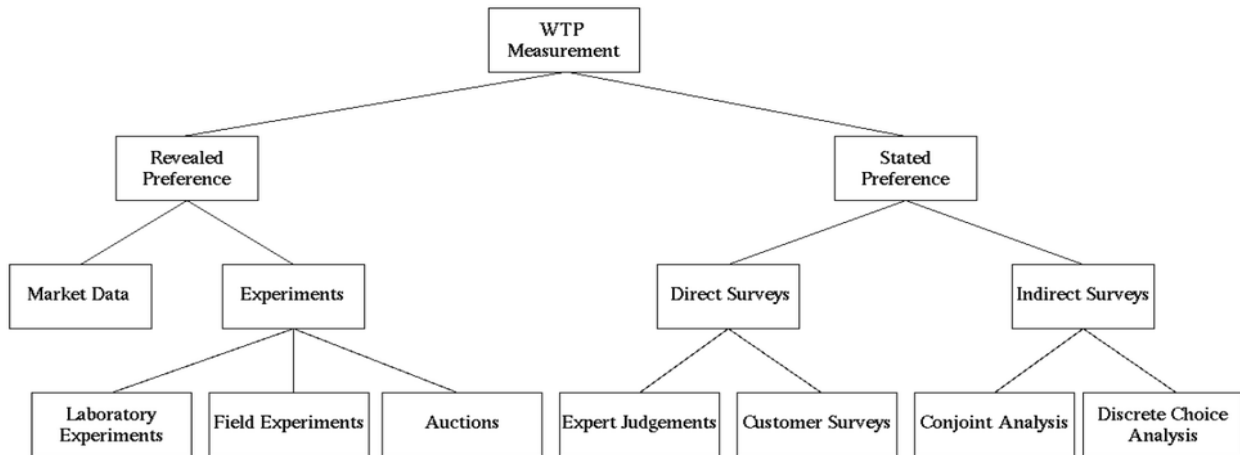 WTP
Measurement
Revealed
Preference
Stated
Preference
Market Data
Experiments
Direct Surveys
Indirect Surveys
Laboratory
Experiments
Field Experiments
Auctions
Expert Judgements
Customer Surveys
Conjoint Analysis
Discrete Choice
Analysis